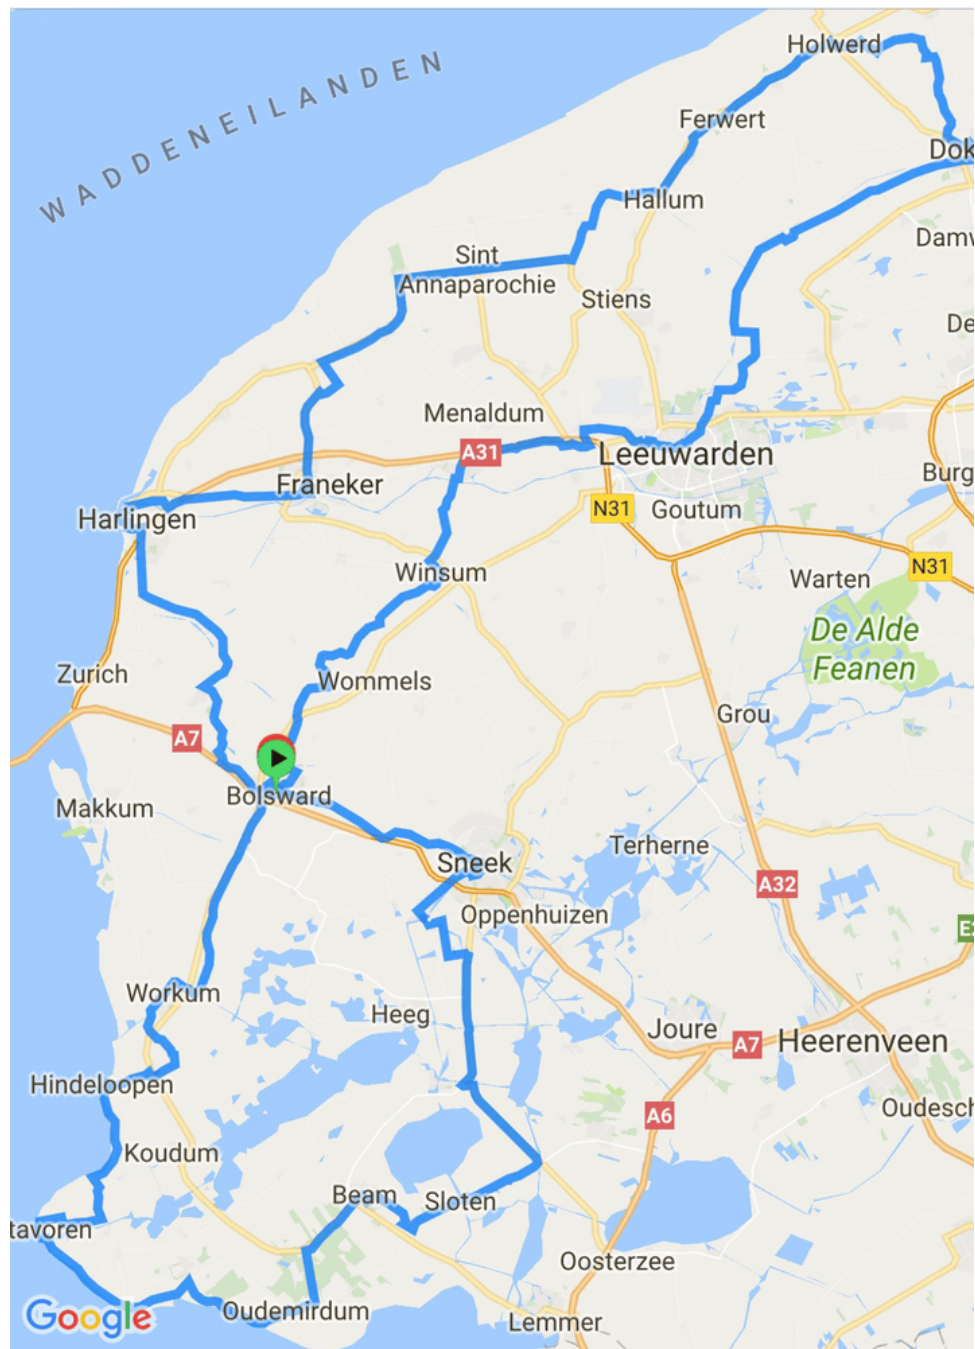 Holwerd
WADDENEILANDEN
Ferwert
Dok
Hallum
Damw
Sint
Annaparochie
Stiens
De
Menaldum
A31
Leeuwarden
Franeker
Burg
Harlingen
N31
Goutum
Winsum
N31
Warten
De Alde
Feanen
Zurich
Wommels
Grou
A7
Bolsward
Makkum
Terherne
Sneek
A32
Oppenhuizen
E
Workum
Heeg
Joure
A7
Heerenveen
Hindeloopen
A6
Oudesch
Koudum
Beam
Sloten
tavoren
Oosterzee
Google
Oudemirdum
Lemmer